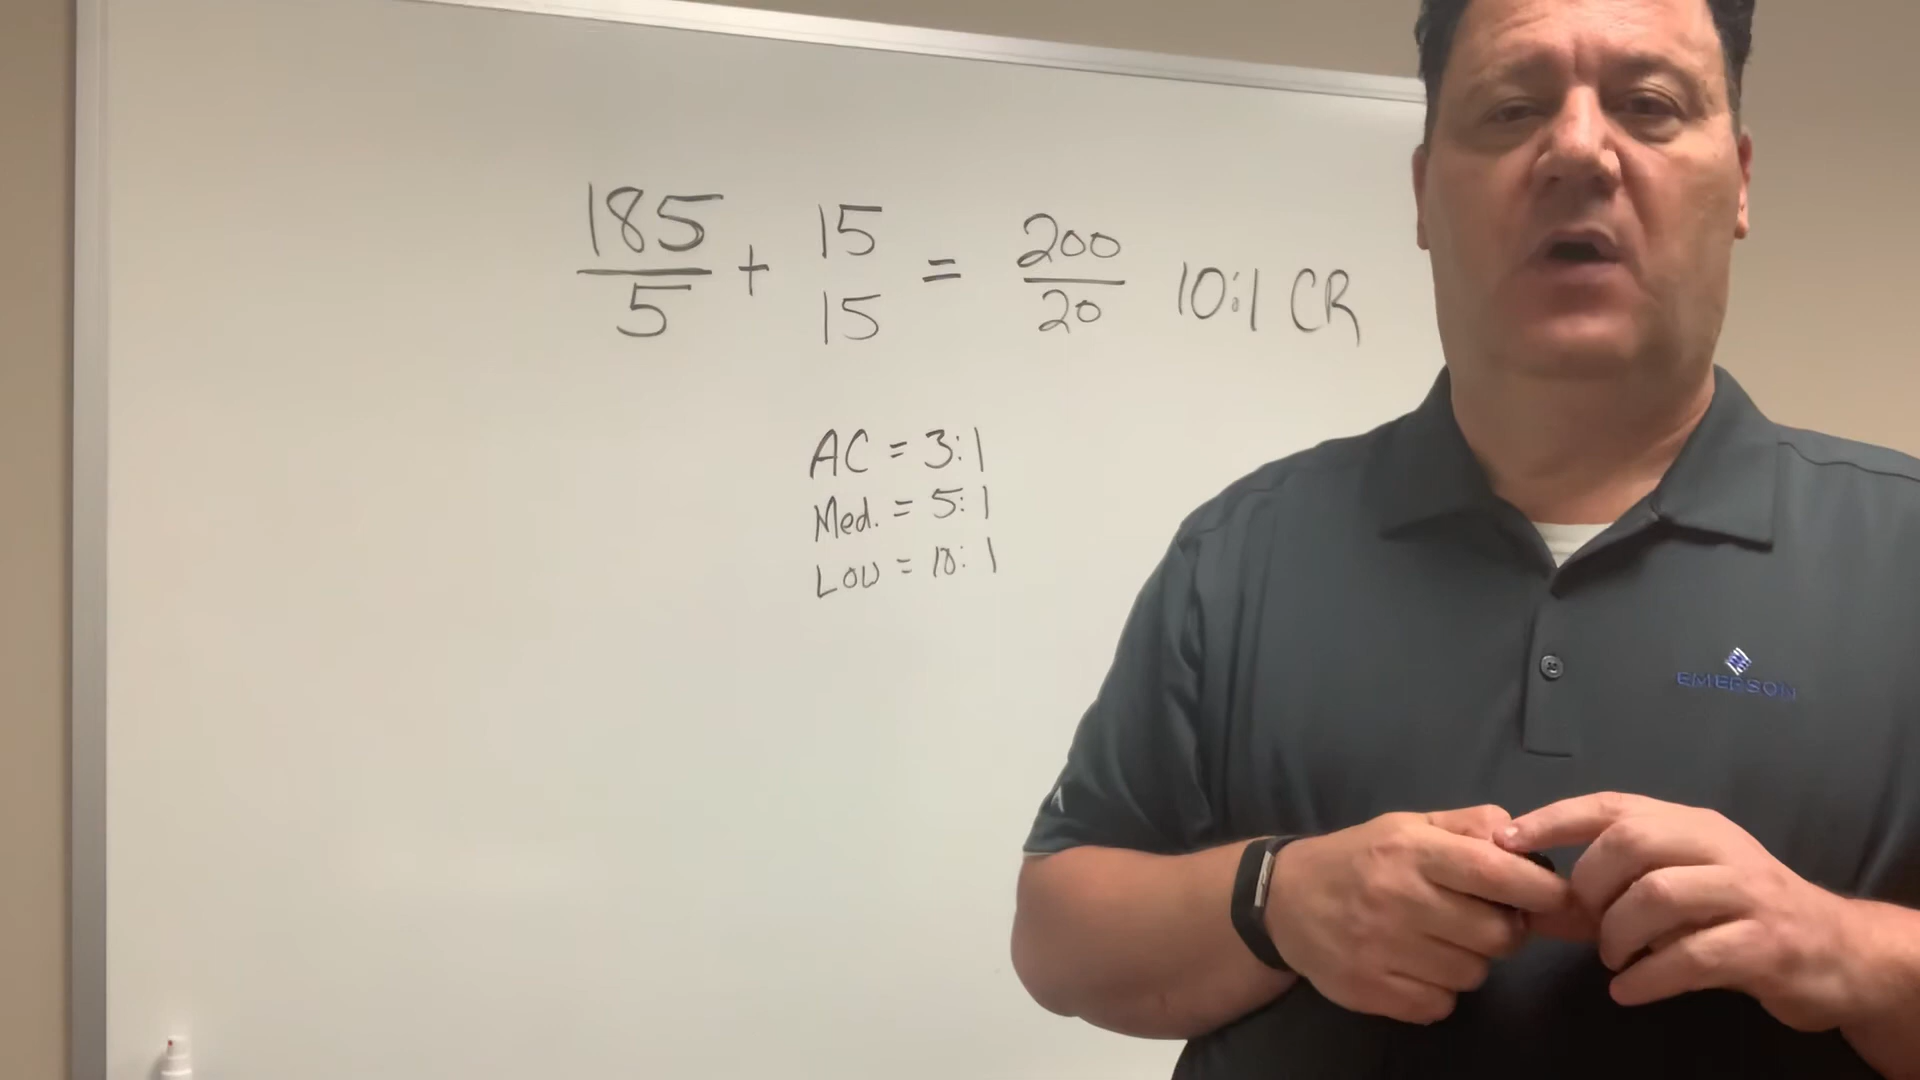 185/5 + 15/15 = 200/20 10:1 CR
AC = 3:1
Med. = 5:1
LOW = 10:1
EMERSON